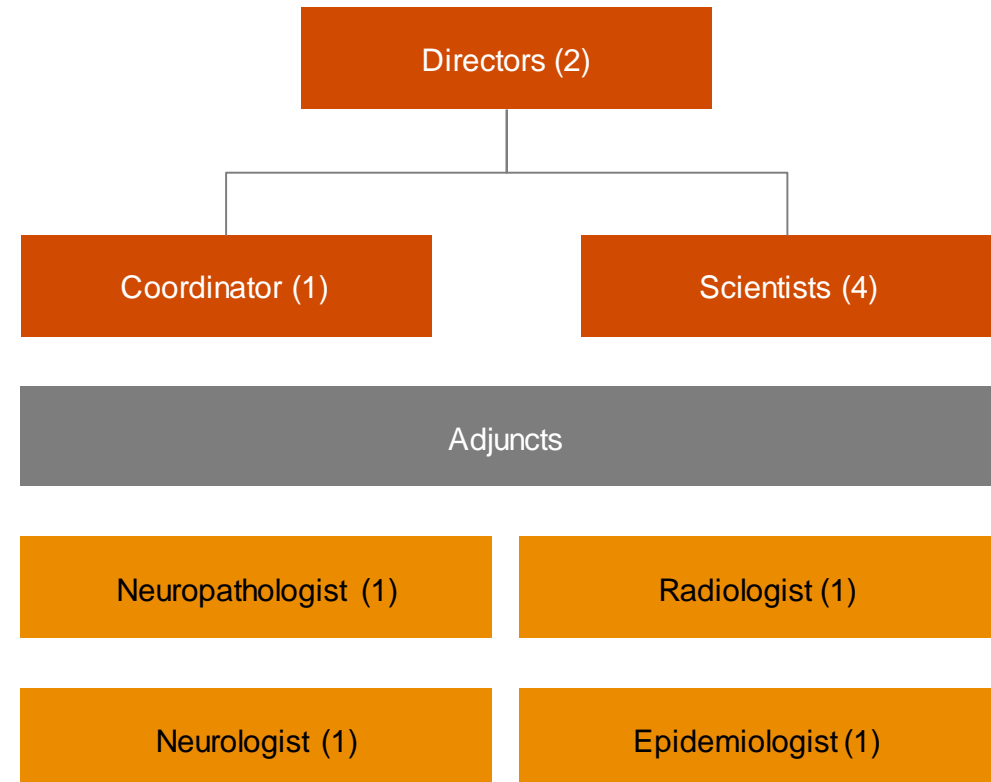 Directors (2)
Coordinator (1)
Scientists (4)
Adjuncts
Neuropathologist (1)
Radiologist (1)
Neurologist (1)
Epidemiologist (1)